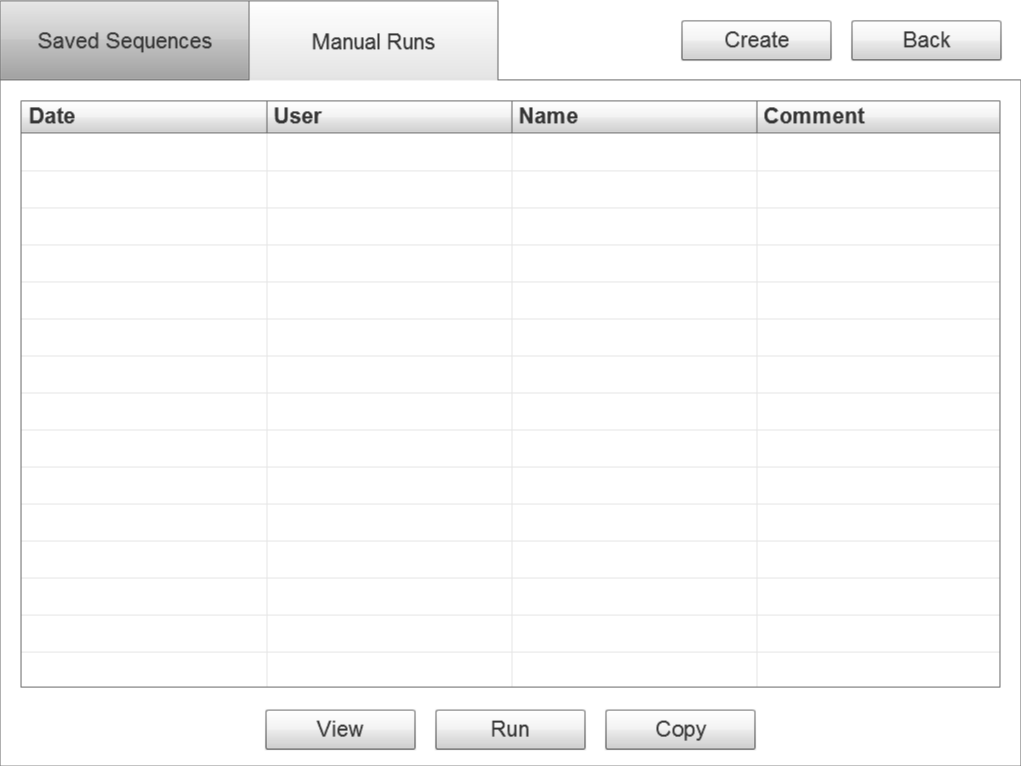 Saved Sequences
Manual Runs
Create
Back
Date
User
Name
Comment
View
Run
Copy